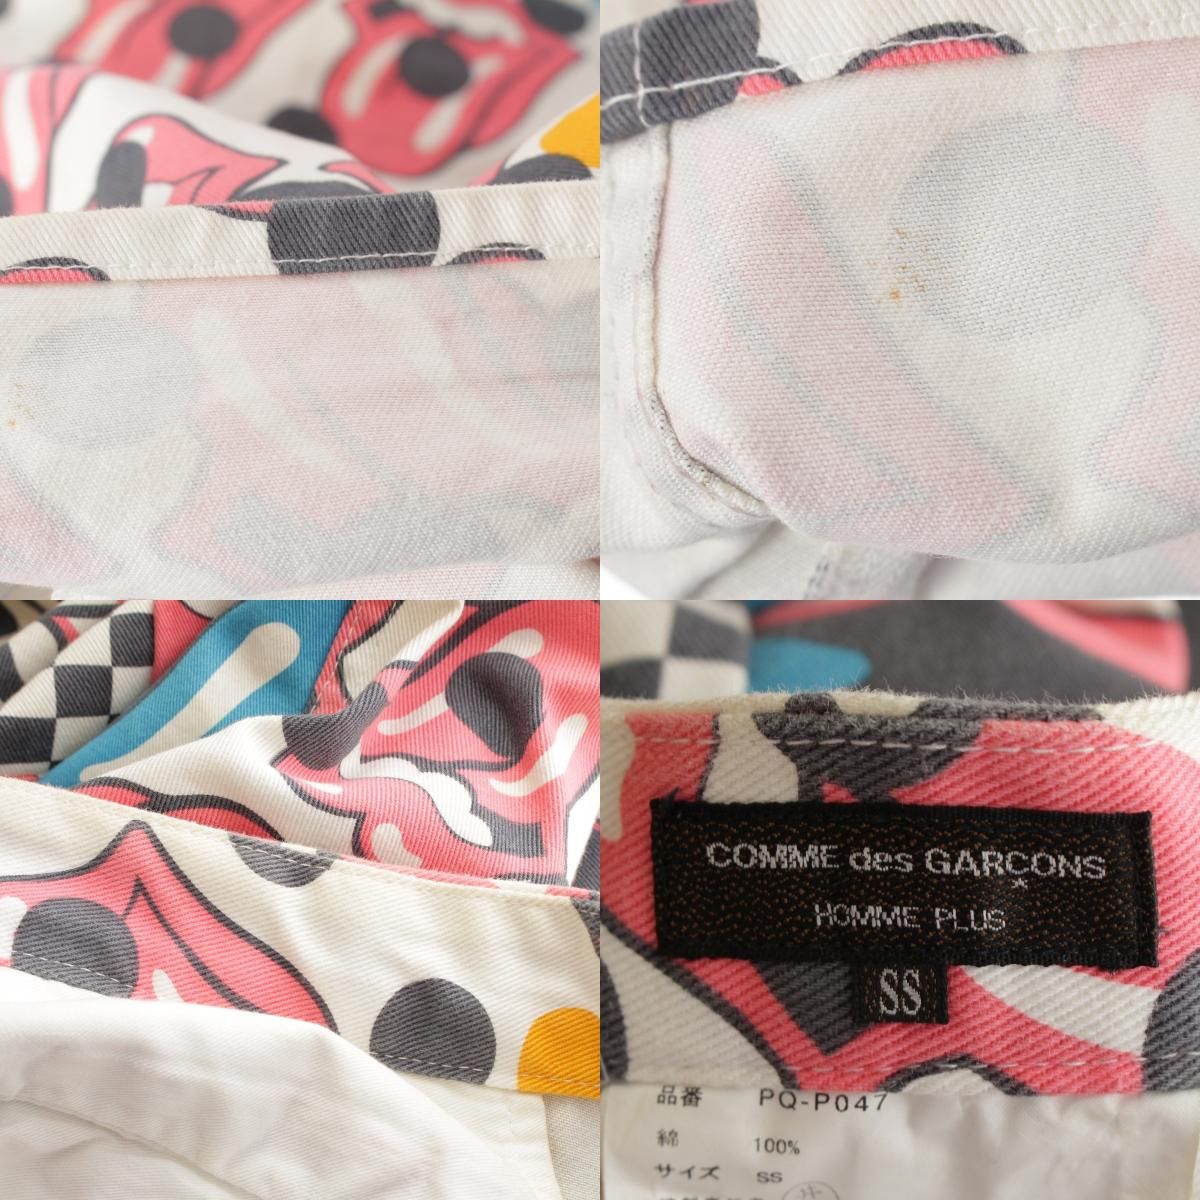 COMME des GARCONS
HOMME PLUS
SS
品番 PQ-P047
綿 100%
サイズ SS